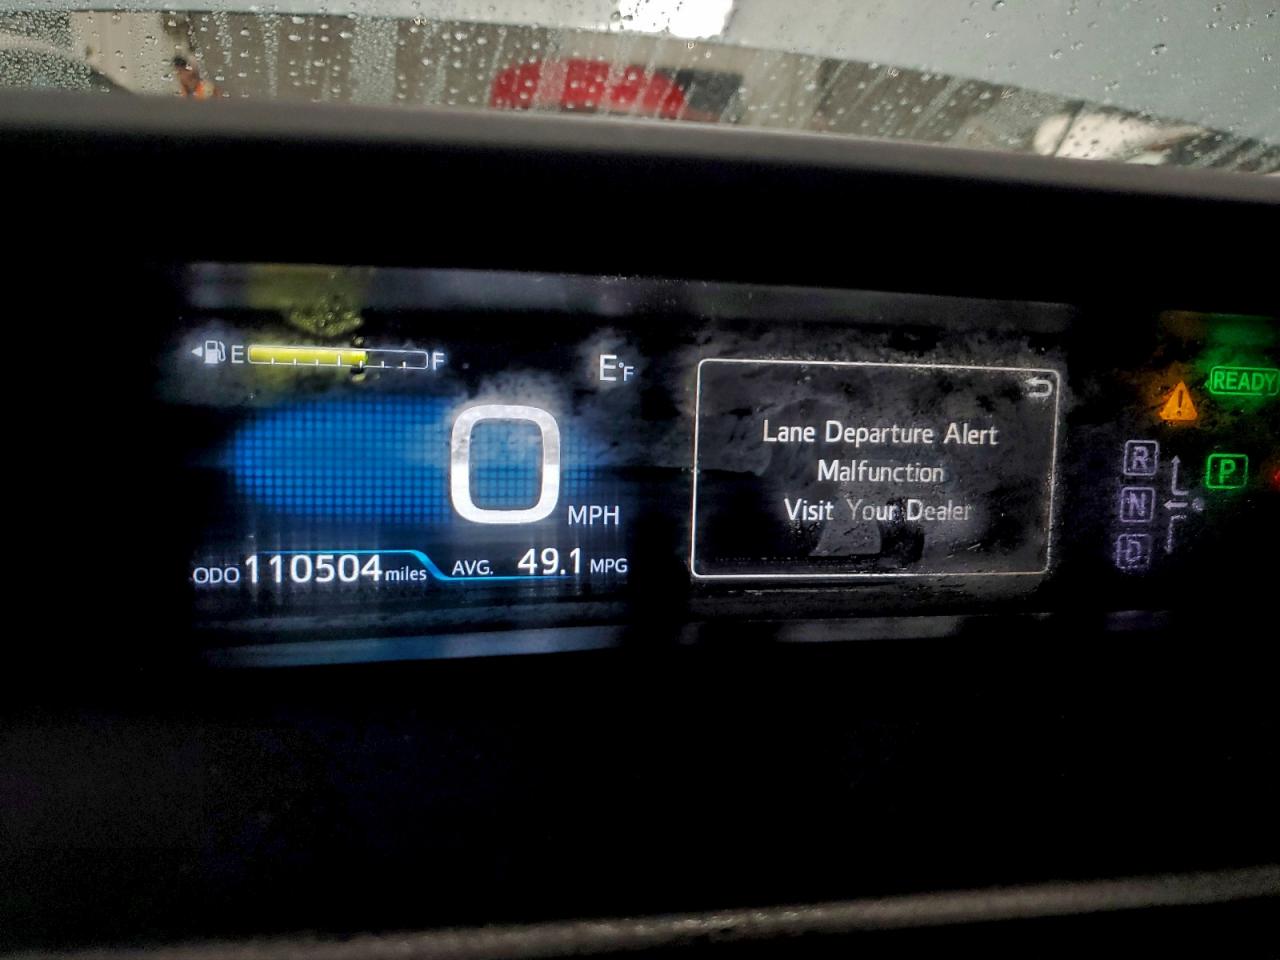 E F
E°F
0
MPH
ODO 110504 miles
AVG. 49.1 MPG
Lane Departure Alert
Malfunction
Visit Your Dealer
READY
R
P
N
D